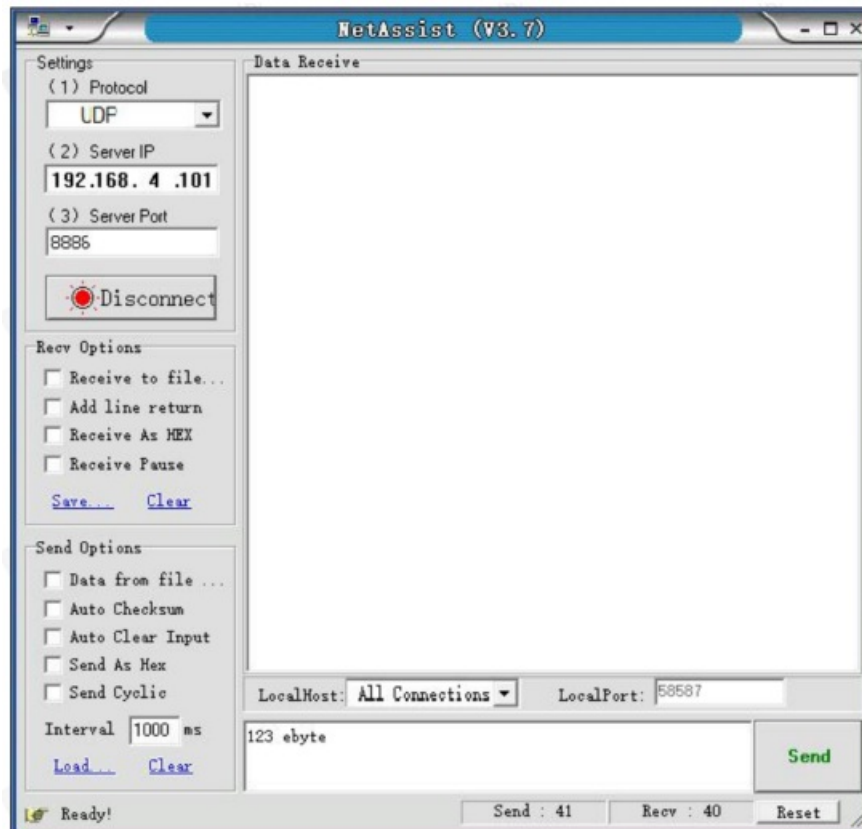 NetAssist (V3.7)
Settings
(1) Protocol
UDP
(2) Server IP
192.168. 4 .101
(3) Server Port
8886
Disconnect
Recv Options
Receive to file...
Add line return
Receive As HEX
Receive Pause
Save... Clear
Send Options
Data from file ...
Auto Checksum
Auto Clear Input
Send As Hex
Send Cyclic
Interval 1000 ms
Load... Clear
Data Receive
LocalHost: All Connections LocalPort: 58587
123 ebyte
Send
Ready! Send : 41 Recv : 40 Reset